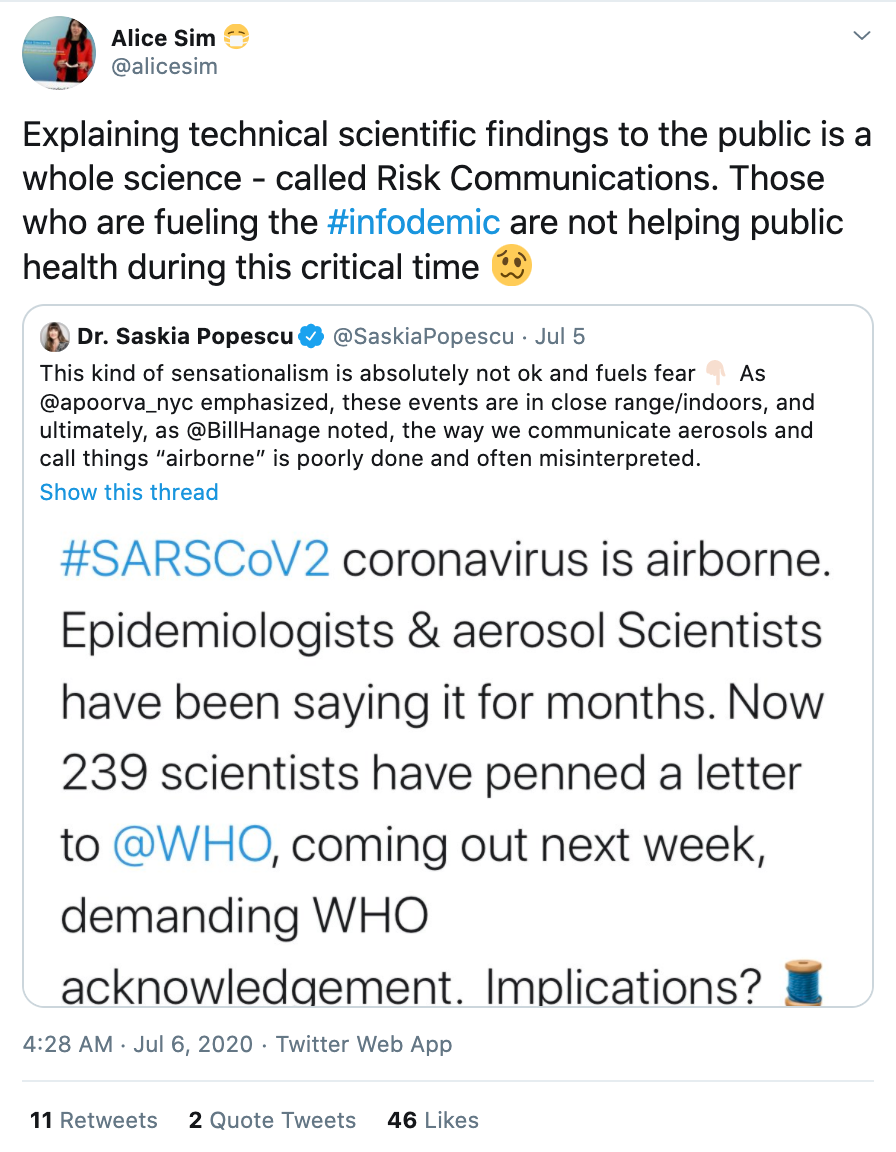 Alice Sim 😷
@alicesim
Explaining technical scientific findings to the public is a
whole science - called Risk Communications. Those
who are fueling the #infodemic are not helping public
health during this critical time 🥴
Dr. Saskia Popescu @SaskiaPopescu · Jul 5
This kind of sensationalism is absolutely not ok and fuels fear 👇🏻 As
@apoorva_nyc emphasized, these events are in close range/indoors, and
ultimately, as @BillHanage noted, the way we communicate aerosols and
call things “airborne” is poorly done and often misinterpreted.
Show this thread
#SARSCoV2 coronavirus is airborne.
Epidemiologists & aerosol Scientists
have been saying it for months. Now
239 scientists have penned a letter
to @WHO, coming out next week,
demanding WHO
acknowledgement. Implications? 🧵
4:28 AM · Jul 6, 2020 · Twitter Web App
11 Retweets 2 Quote Tweets 46 Likes